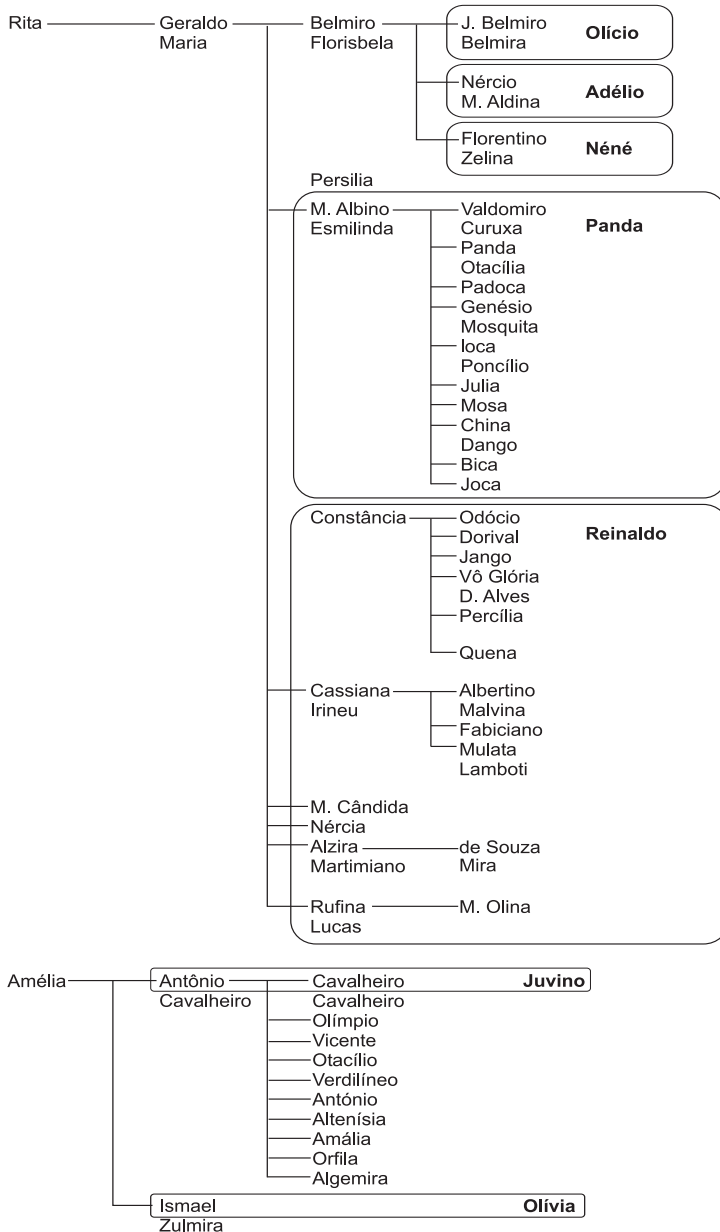 Rita Geraldo Belmiro J. Belmiro Olício
Maria Florisbela Belmira
Nércio Adélio
M. Aldina
Florentino Néné
Zelina
Persilia
M. Albino Valdomiro Panda
Esmilinda Curuxa
Panda
Otacília
Padoca
Genésio
Mosquita
Ioca
Poncílio
Julia
Mosa
China
Dango
Bica
Joca
Constância Odócio Reinaldo
Dorival
Jango
Vô Glória
D. Alves
Percília
Quena
Cassiana Albertino
Irineu Malvina
Fabiciano
Mulata
Lamboti
M. Cândida
Nércia
Alzira de Souza
Martimiano Mira
Rufina M. Olina
Lucas
Amélia Antônio Cavalheiro Juvino
Cavalheiro Cavalheiro
Olímpio
Vicente
Otacílio
Verdilíneo
António
Altenísia
Amália
Orfila
Algemira
Ismael Olívia
Zulmira